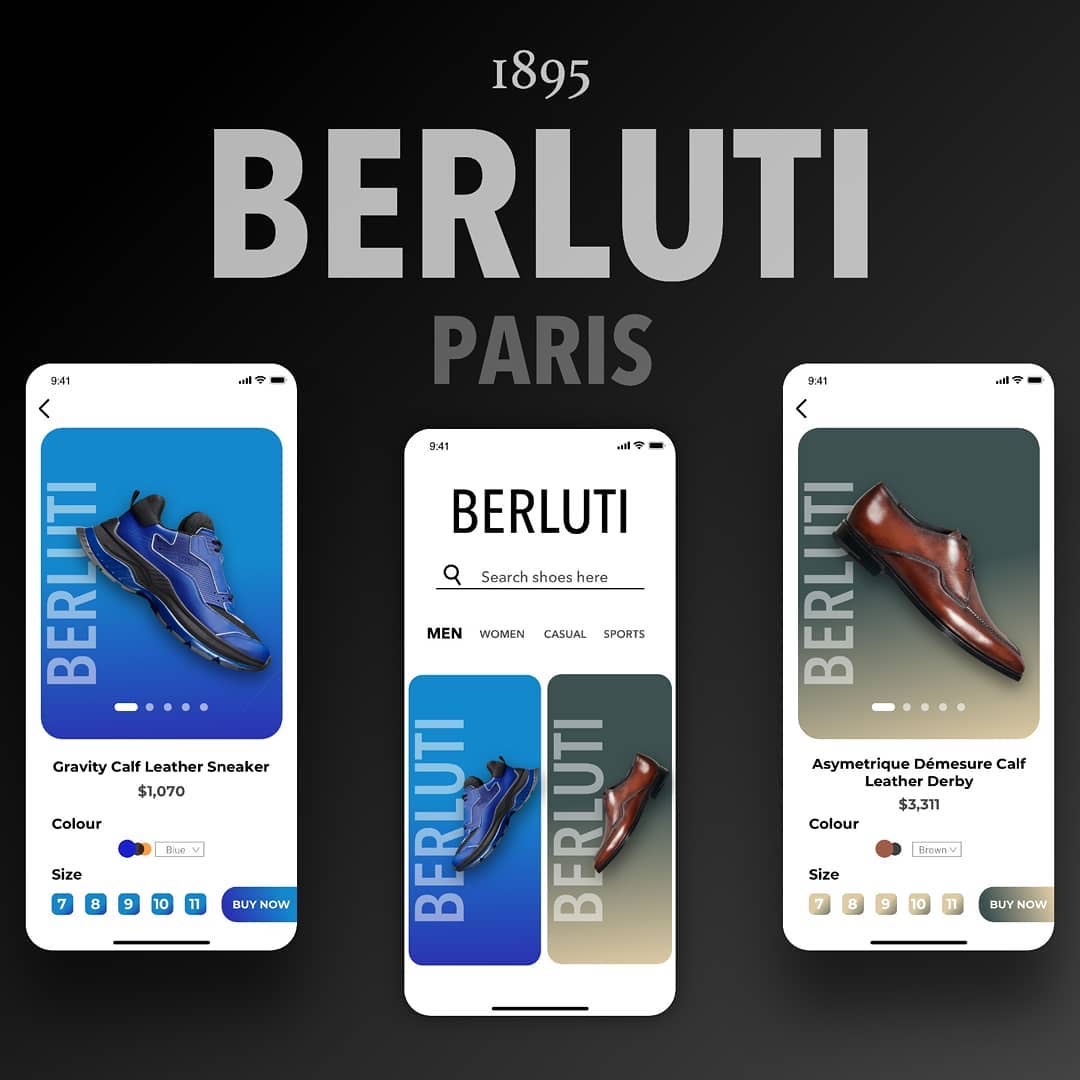 1895
BERLUTI
PARIS
9:41
BERLUTI
Gravity Calf Leather Sneaker
$1,070
Colour
Blue
Size
7 8 9 10 11 BUY NOW
9:41
BERLUTI
Search shoes here
MEN WOMEN CASUAL SPORTS
BERLUTI
BERLUTI
9:41
BERLUTI
Asymetrique Démesure Calf
Leather Derby
$3,311
Colour
Brown
Size
7 8 9 10 11 BUY NOW